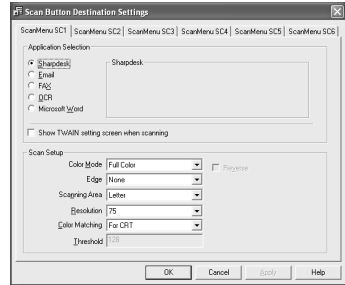 Scan Button Destination Settings
ScanMenu SC1 ScanMenu SC2 ScanMenu SC3 ScanMenu SC4 ScanMenu SC5 ScanMenu SC6
Application Selection
Sharpdesk
Sharpdesk
Email
FAX
OCR
Microsoft Word
Show TWAIN setting screen when scanning
Scan Setup
Color Mode Full Color Reverse
Edge None
Scanning Area Letter
Resolution 75
Color Matching For CRT
Threshold 128
OK Cancel Apply Help